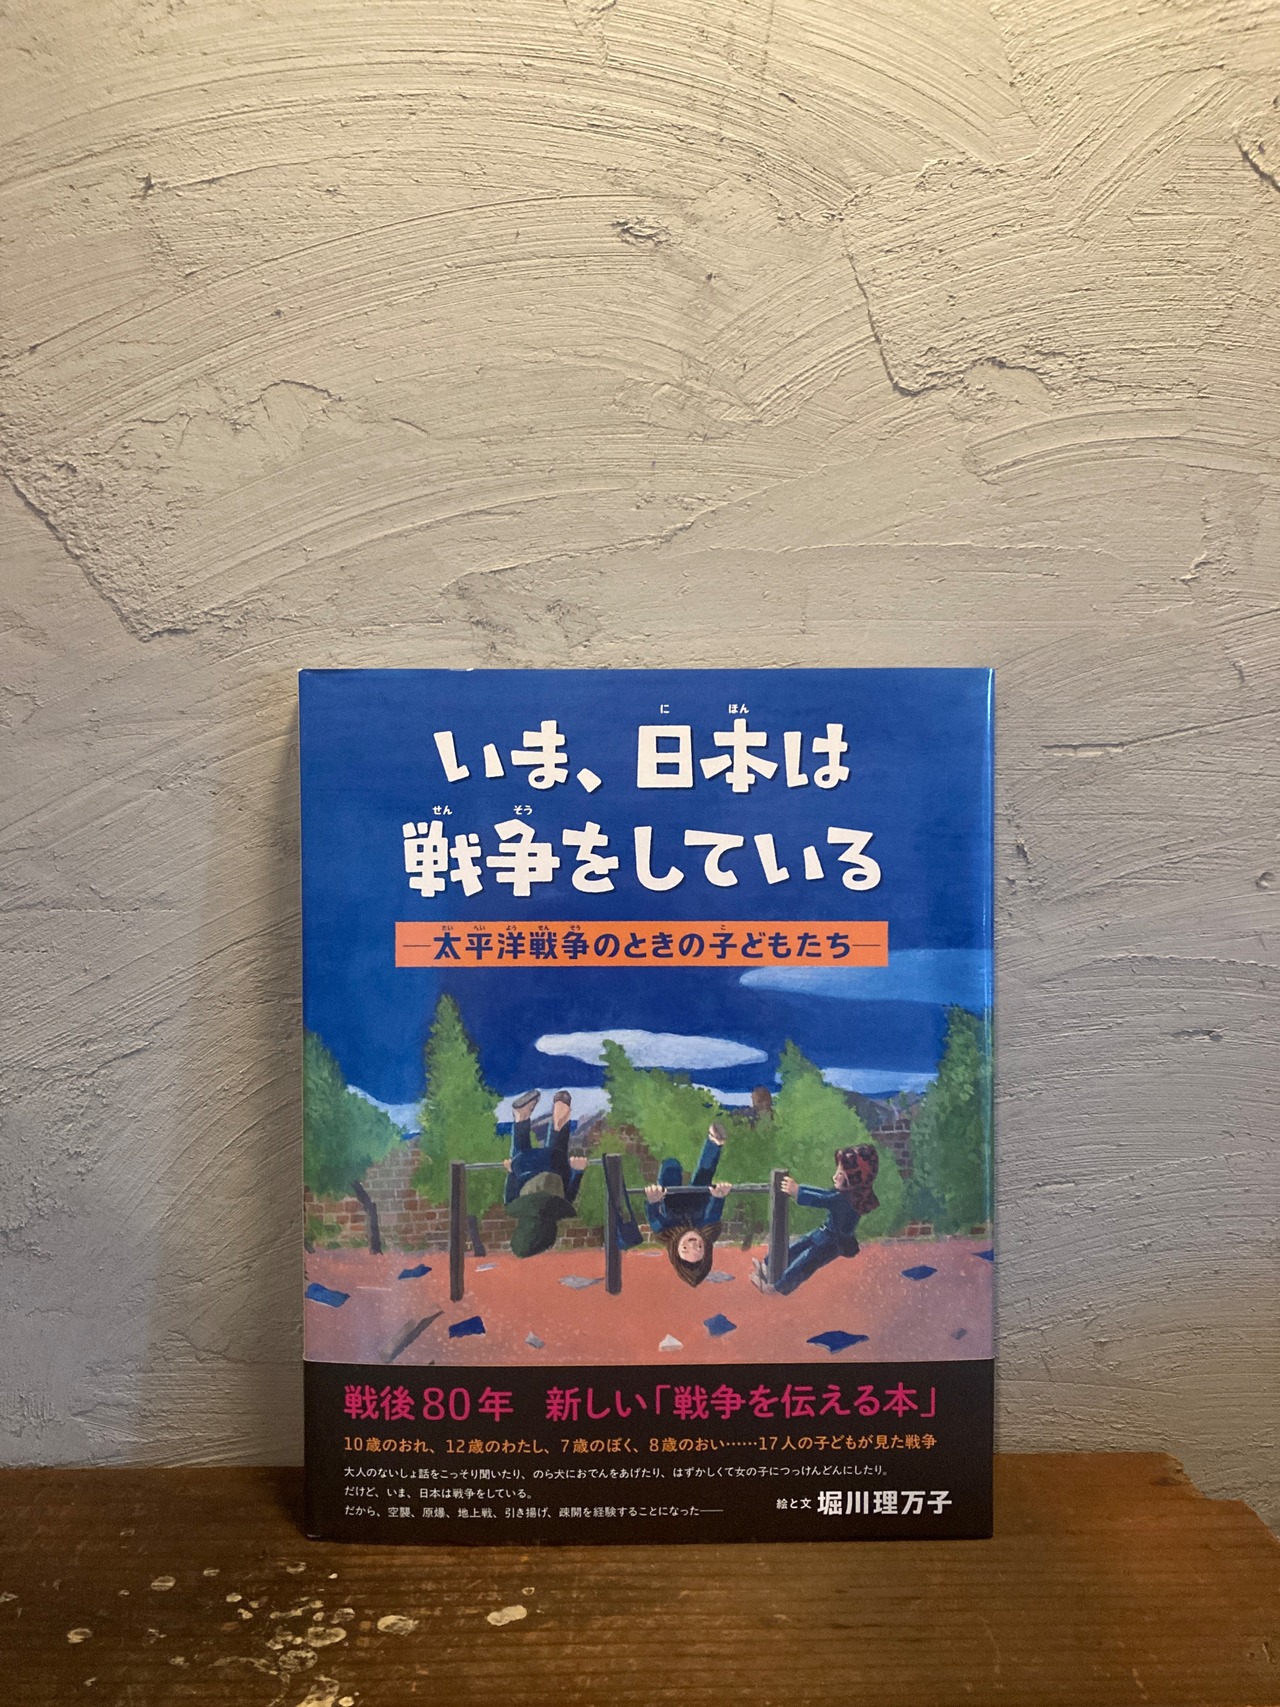 いま、日本は
戦争をしている
―太平洋戦争のときの子どもたち―
戦後80年 新しい「戦争を伝える本」
10歳のおれ、12歳のわたし、7歳のぼく、8歳のおい……17人の子どもが見た戦争
大人のないしょ話をこっそり聞いたり、のら犬におでんをあげたり、はずかしくて女の子につっけんどんにしたり。
だけど、いま、日本は戦争をしている。
だから、空襲、原爆、地上戦、引き揚げ、疎開を経験することになった――
絵と文 堀川理万子